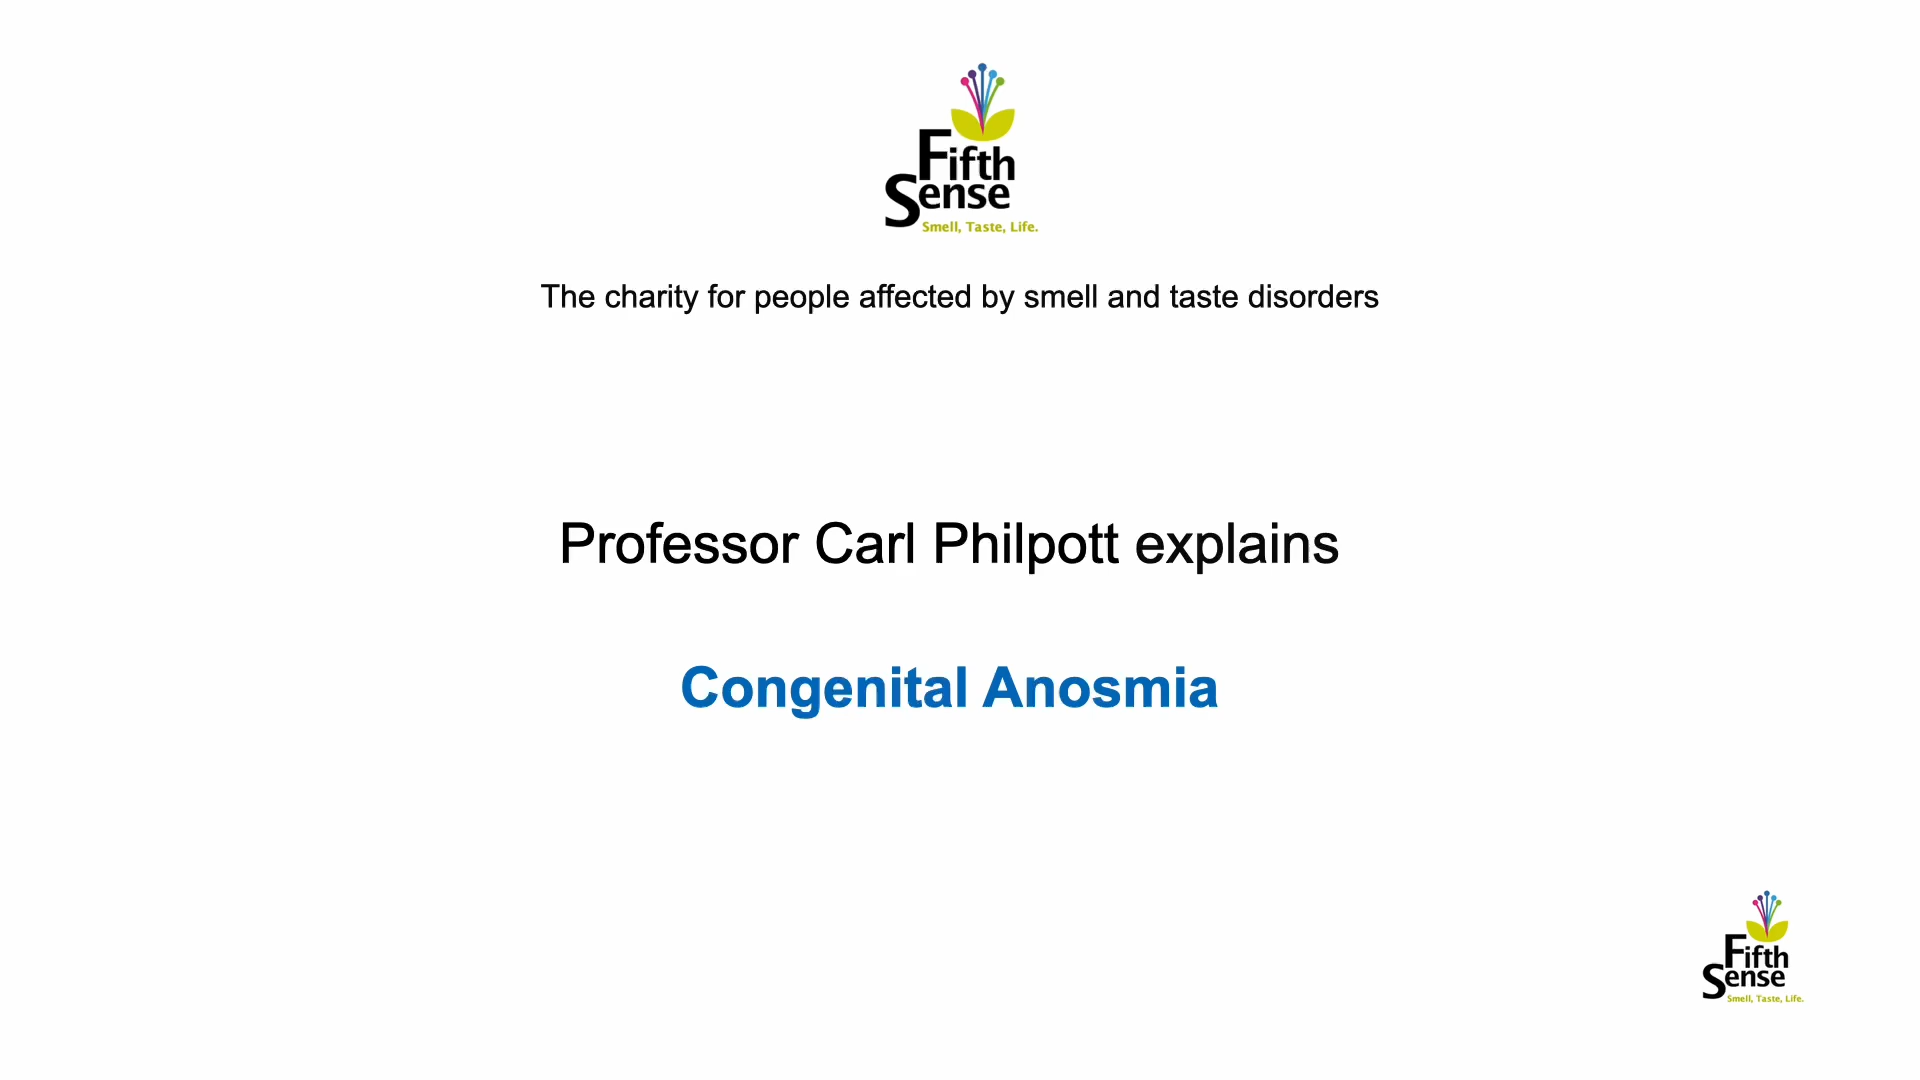 Fifth
Sense
Smell, Taste, Life.
The charity for people affected by smell and taste disorders
Professor Carl Philpott explains
Congenital Anosmia
Fifth
Sense
Smell, Taste, Life.